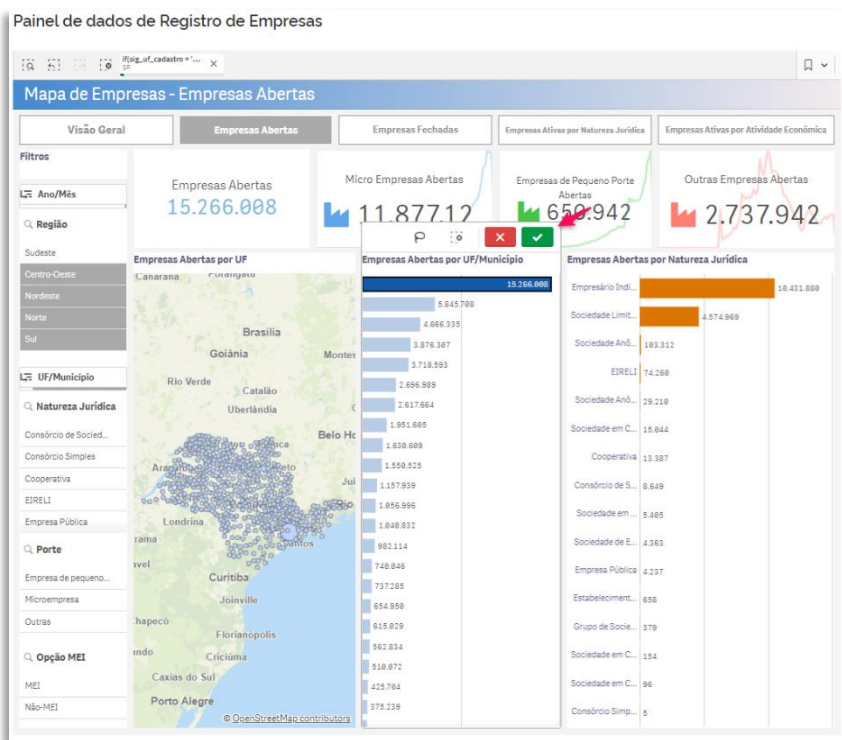 Painel de dados de Registro de Empresas
if(sig_uf_cadastro = '...
SP
Mapa de Empresas - Empresas Abertas
Visão Geral
Empresas Abertas
Empresas Fechadas
Empresas Ativas por Natureza Jurídica
Empresas Ativas por Atividade Econômica
Filtros
Ano/Mês
Região
Sudeste
Centro-Oeste
Nordeste
Norte
Sul
UF/Município
Natureza Jurídica
Consórcio de Socied...
Consórcio Simples
Cooperativa
EIRELI
Empresa Pública
Porte
Empresa de pequeno...
Microempresa
Outras
Opção MEI
MEI
Não-MEI
Empresas Abertas
15.266.008
Micro Empresas Abertas
11.877.12
Empresas de Pequeno Porte
Abertas
650.942
Outras Empresas Abertas
2.737.942
Empresas Abertas por UF
Canarana
Porangatu
Brasília
Goiânia
Montes
Rio Verde
Catalão
Uberlândia
Belo Ho
Londrina
Curitiba
Joinville
Chapecó
Florianópolis
Criciúma
Caxias do Sul
Porto Alegre
© OpenStreetMap contributors
Empresas Abertas por UF/Município
15.266.008
5.845.708
4.666.335
3.876.307
3.718.593
2.696.989
2.617.664
1.951.605
1.630.609
1.550.525
1.157.939
1.056.996
1.040.832
982.114
740.046
737.285
654.950
615.029
562.834
510.072
425.704
375.239
Empresas Abertas por Natureza Jurídica
Empresário Indi... 10.431.880
Sociedade Limit... 4.574.969
Sociedade Anô... 103.312
EIRELI 74.260
Sociedade Anô... 29.210
Sociedade em C... 15.044
Cooperativa 13.387
Consórcio de S... 8.649
Sociedade em ... 5.405
Sociedade de E... 4.363
Empresa Pública 4.237
Estabeleciment... 658
Grupo de Socie... 379
Sociedade em C... 154
Sociedade em C... 96
Consórcio Simp... 5